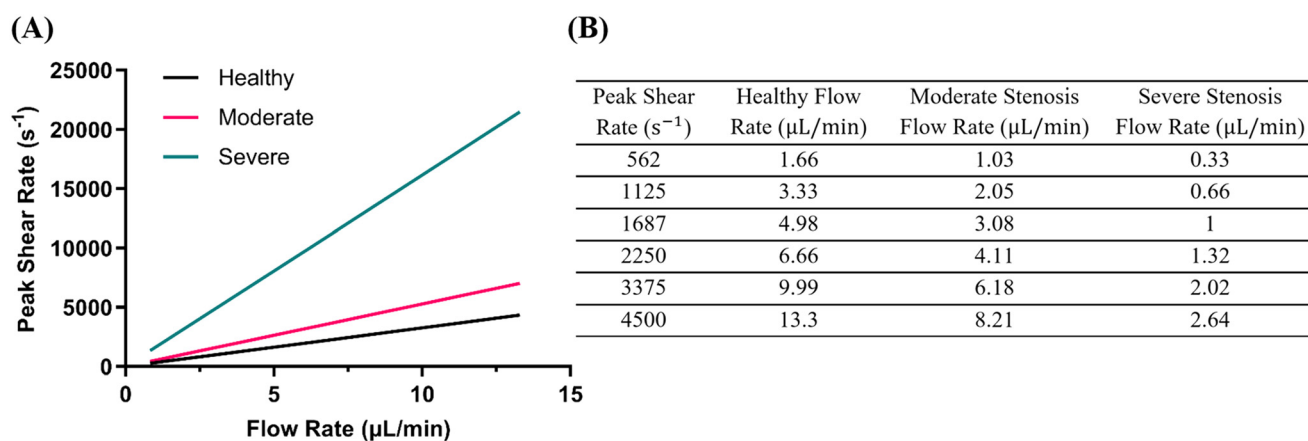 (A)
25000
20000
15000
10000
5000
0
Peak Shear Rate (s⁻¹)
Healthy
Moderate
Severe
0 5 10 15
Flow Rate (µL/min)
(B)
Peak Shear Healthy Flow Moderate Stenosis Severe Stenosis
Rate (s⁻¹) Rate (µL/min) Flow Rate (µL/min) Flow Rate (µL/min)
562 1.66 1.03 0.33
1125 3.33 2.05 0.66
1687 4.98 3.08 1
2250 6.66 4.11 1.32
3375 9.99 6.18 2.02
4500 13.3 8.21 2.64